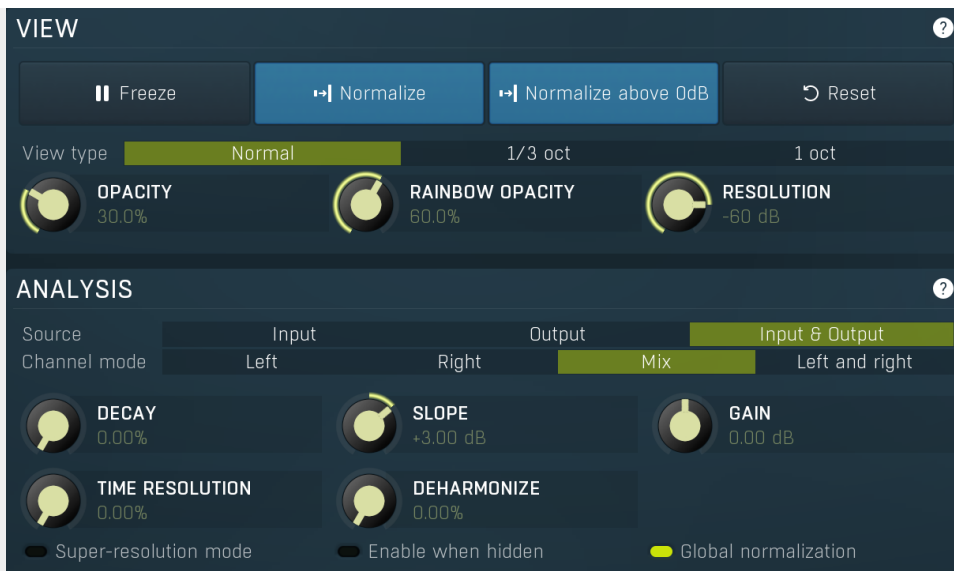 VIEW ?
Freeze Normalize Normalize above 0dB Reset
View type Normal 1/3 oct 1 oct
OPACITY RAINBOW OPACITY RESOLUTION
30.0% 60.0% -60 dB
ANALYSIS ?
Source Input Output Input & Output
Channel mode Left Right Mix Left and right
DECAY SLOPE GAIN
0.00% +3.00 dB 0.00 dB
TIME RESOLUTION DEHARMONIZE
0.00% 0.00%
Super-resolution mode Enable when hidden Global normalization